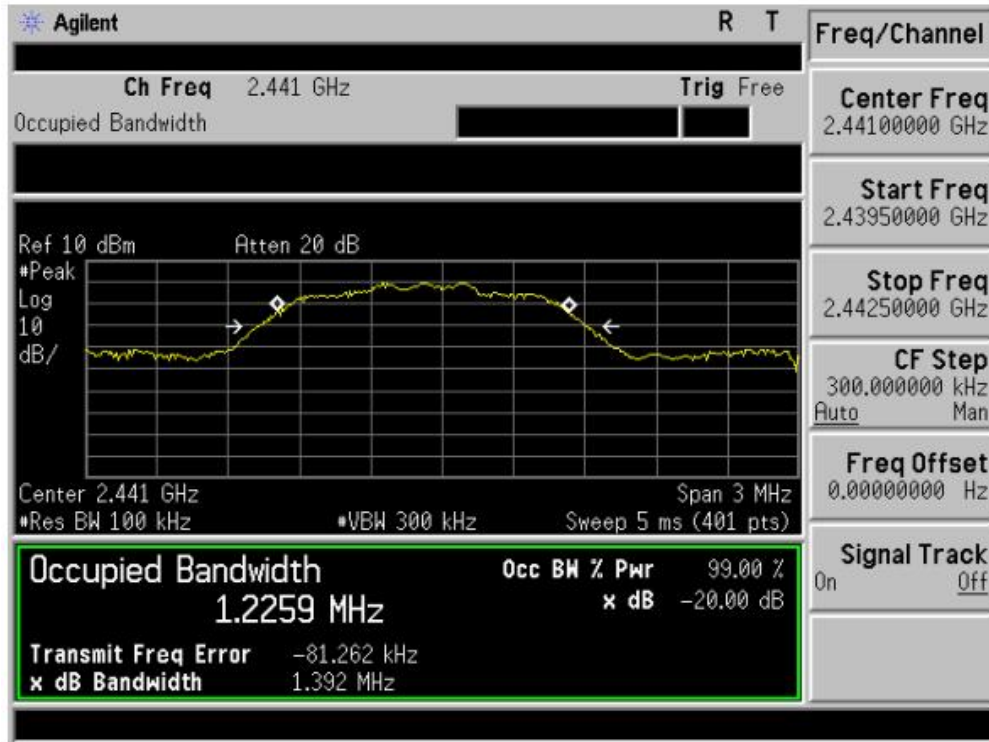 Agilent R T
Ch Freq 2.441 GHz Trig Free
Occupied Bandwidth
Ref 10 dBm Atten 20 dB
#Peak
Log
10
dB/
Center 2.441 GHz Span 3 MHz
#Res BW 100 kHz #VBW 300 kHz Sweep 5 ms (401 pts)
Occupied Bandwidth
1.2259 MHz
Occ BW % Pwr 99.00 %
x dB -20.00 dB
Transmit Freq Error -81.262 kHz
x dB Bandwidth 1.392 MHz
Freq/Channel
Center Freq
2.44100000 GHz
Start Freq
2.43950000 GHz
Stop Freq
2.44250000 GHz
CF Step
300.000000 kHz
Auto Man
Freq Offset
0.00000000 Hz
Signal Track
On Off